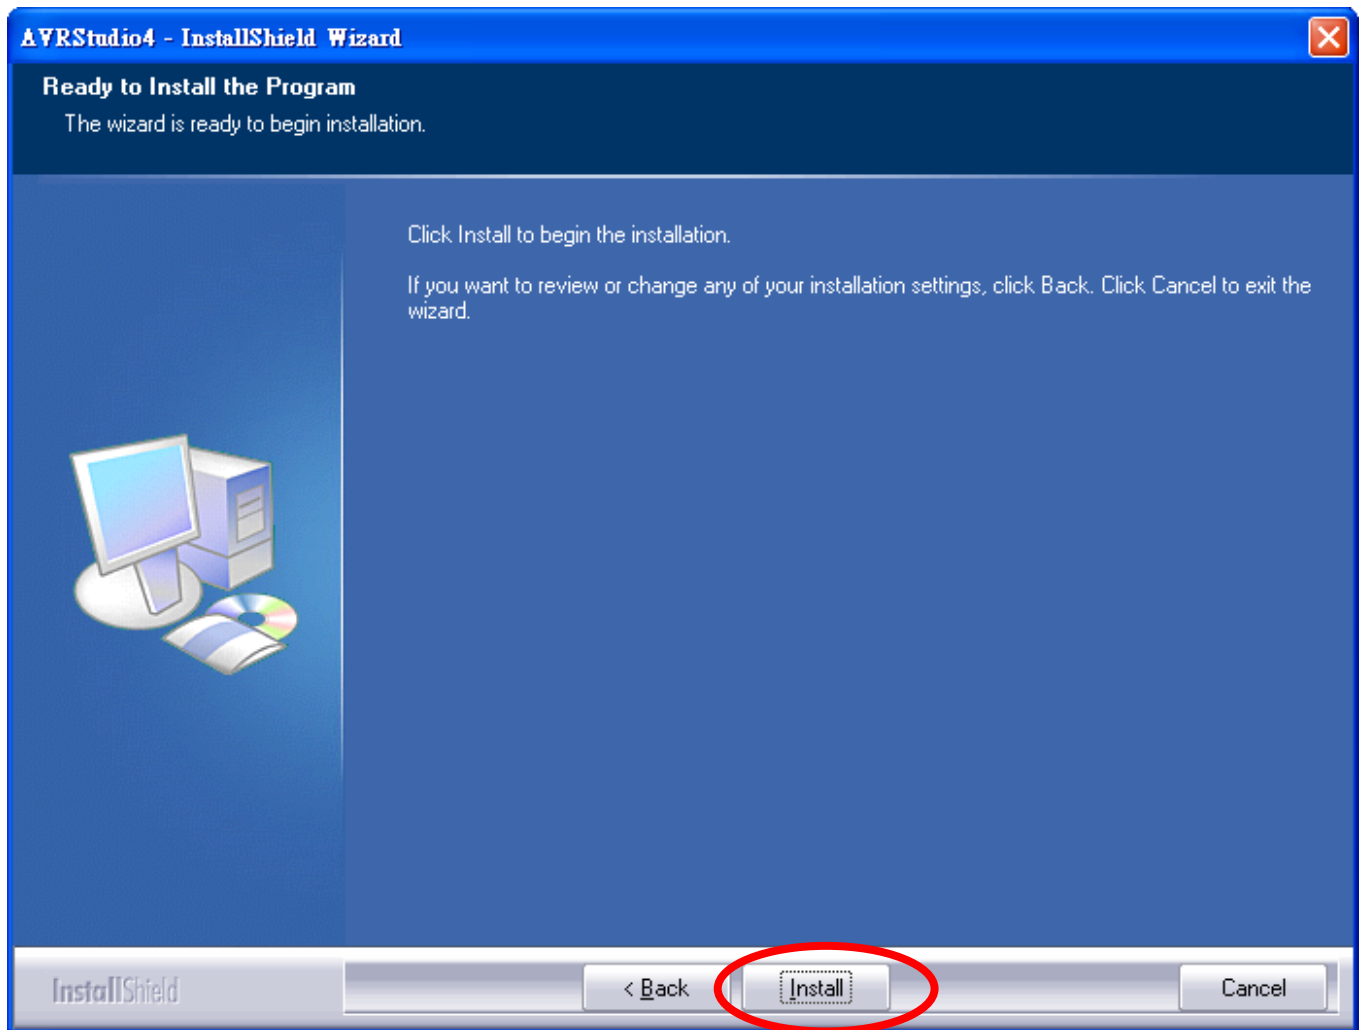 AVRStudio4 - InstallShield Wizard
Ready to Install the Program
The wizard is ready to begin installation.
Click Install to begin the installation.
If you want to review or change any of your installation settings, click Back. Click Cancel to exit the
wizard.
InstallShield
< Back
Install
Cancel